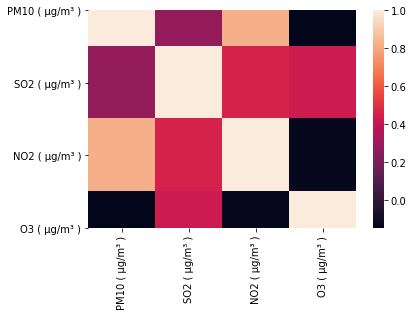 PM10 ( µg/m³ )
SO2 ( µg/m³ )
NO2 ( µg/m³ )
O3 ( µg/m³ )
PM10 ( µg/m³ )
SO2 ( µg/m³ )
NO2 ( µg/m³ )
O3 ( µg/m³ )
1.0
0.8
0.6
0.4
0.2
0.0